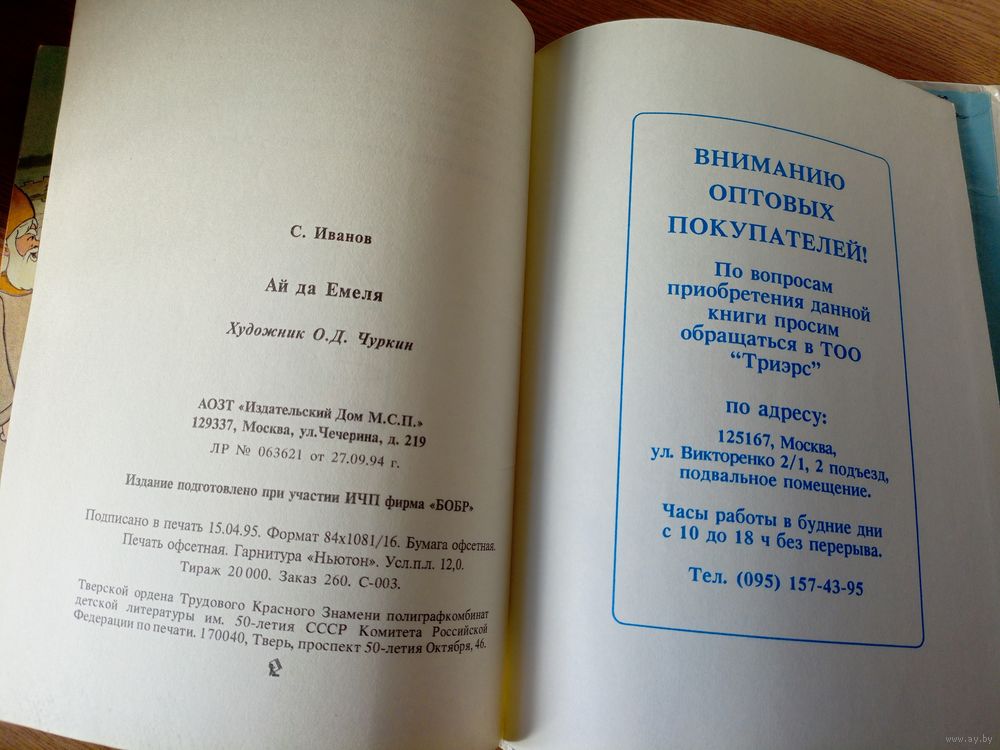 С. Иванов
Ай да Емеля
Художник О.Д. Чуркин
АОЗТ «Издательский Дом М.С.П.»
129337, Москва, ул.Чечерина, д. 219
ЛР № 063621 от 27.09.94 г.
Издание подготовлено при участии ИЧП фирма «БОБР»
Подписано в печать 15.04.95. Формат 84х1081/16. Бумага офсетная.
Печать офсетная. Гарнитура «Ньютон». Усл.п.л. 12,0.
Тираж 20 000. Заказ 260. С-003.
Тверской ордена Трудового Красного Знамени полиграфкомбинат
детской литературы им. 50-летия СССР Комитета Российской
Федерации по печати. 170040, Тверь, проспект 50-летия Октября, 46.
ВНИМАНИЮ
ОПТОВЫХ
ПОКУПАТЕЛЕЙ!
По вопросам
приобретения данной
книги просим
обращаться в ТОО
“Триэрс”
по адресу:
125167, Москва,
ул. Викторенко 2/1, 2 подъезд,
подвальное помещение.
Часы работы в будние дни
с 10 до 18 ч без перерыва.
Тел. (095) 157-43-95
www.ay.by